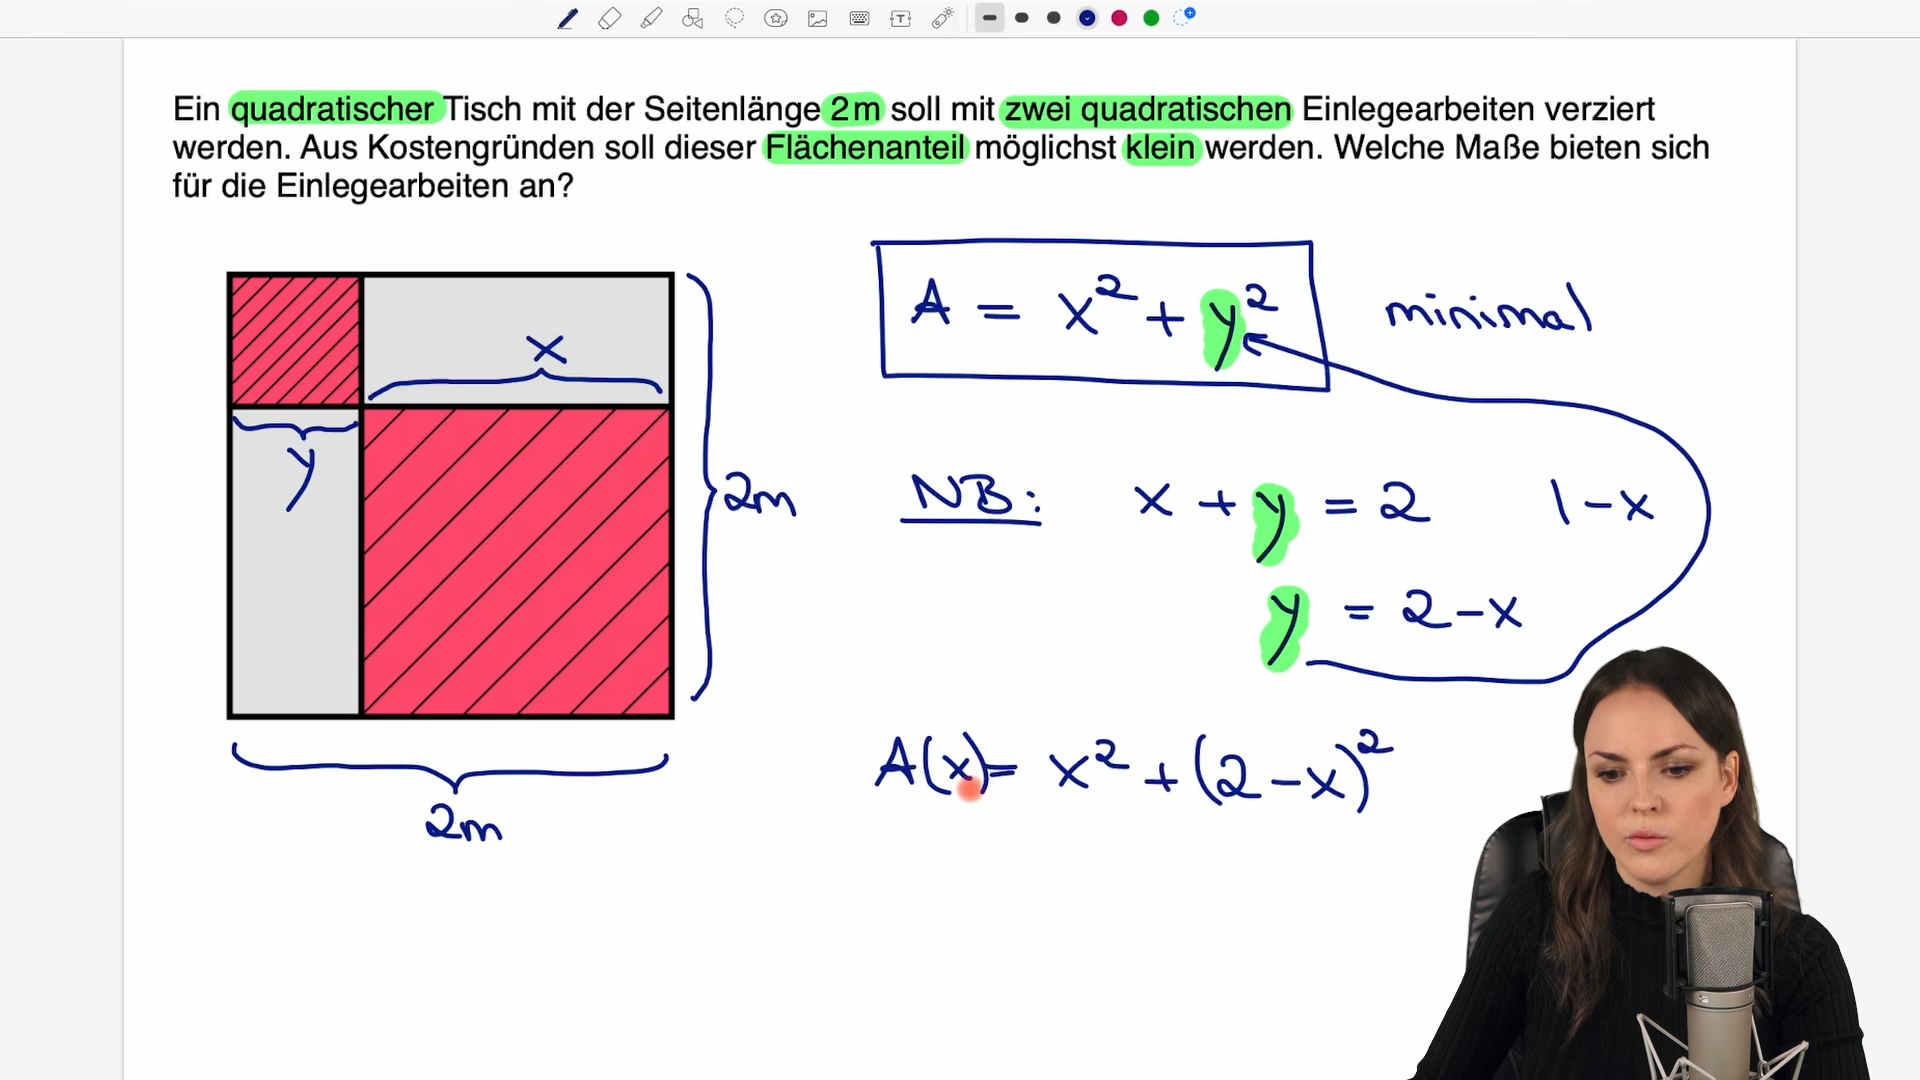 Ein quadratischer Tisch mit der Seitenlänge 2 m soll mit zwei quadratischen Einlegearbeiten verziert
werden. Aus Kostengründen soll dieser Flächenanteil möglichst klein werden. Welche Maße bieten sich
für die Einlegearbeiten an?
A = x² + y²
minimal
x
y
2m
NB: x + y = 2 | - x
y = 2 - x
A(x) = x² + (2 - x)²
2m